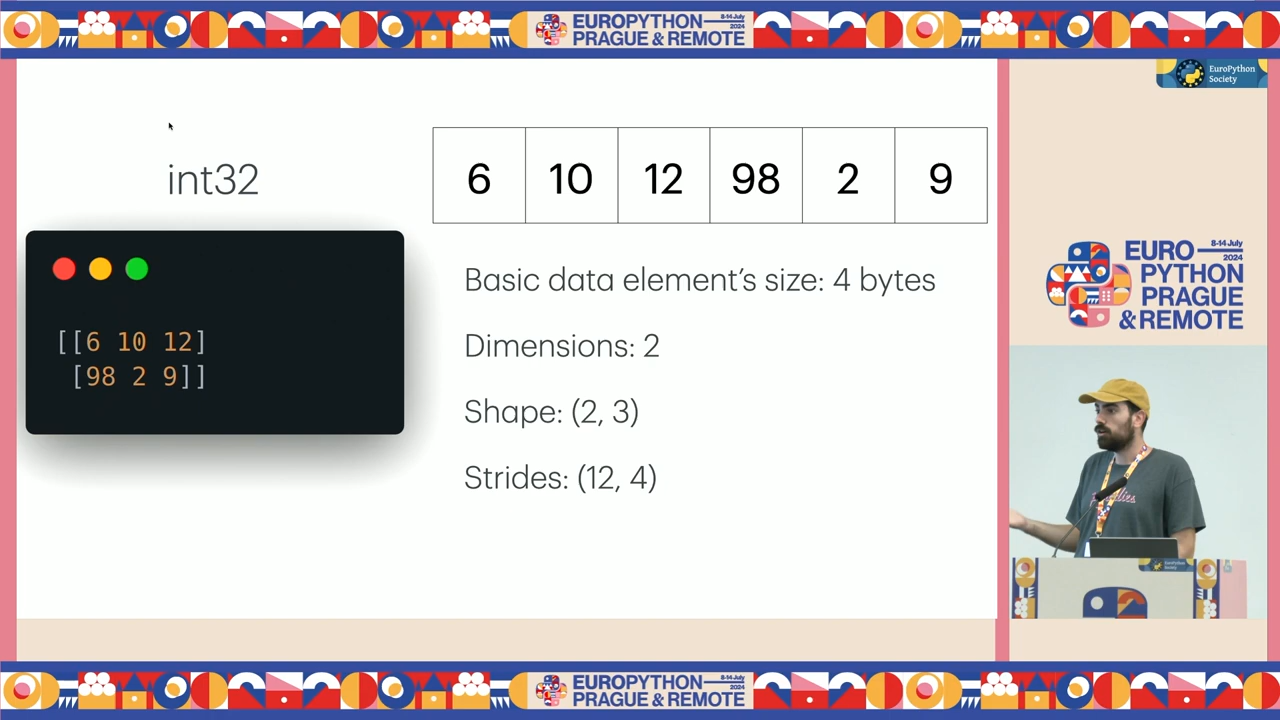 EUROPYTHON
8-14 July
2024
PRAGUE & REMOTE
EuroPython
Society
int32
6 10 12 98 2 9
[[6 10 12]
[98 2 9]]
Basic data element's size: 4 bytes
Dimensions: 2
Shape: (2, 3)
Strides: (12, 4)
EURO
8-14 July
2024
PYTHON
PRAGUE
& REMOTE
EUROPYTHON
8-14 July
2024
PRAGUE & REMOTE